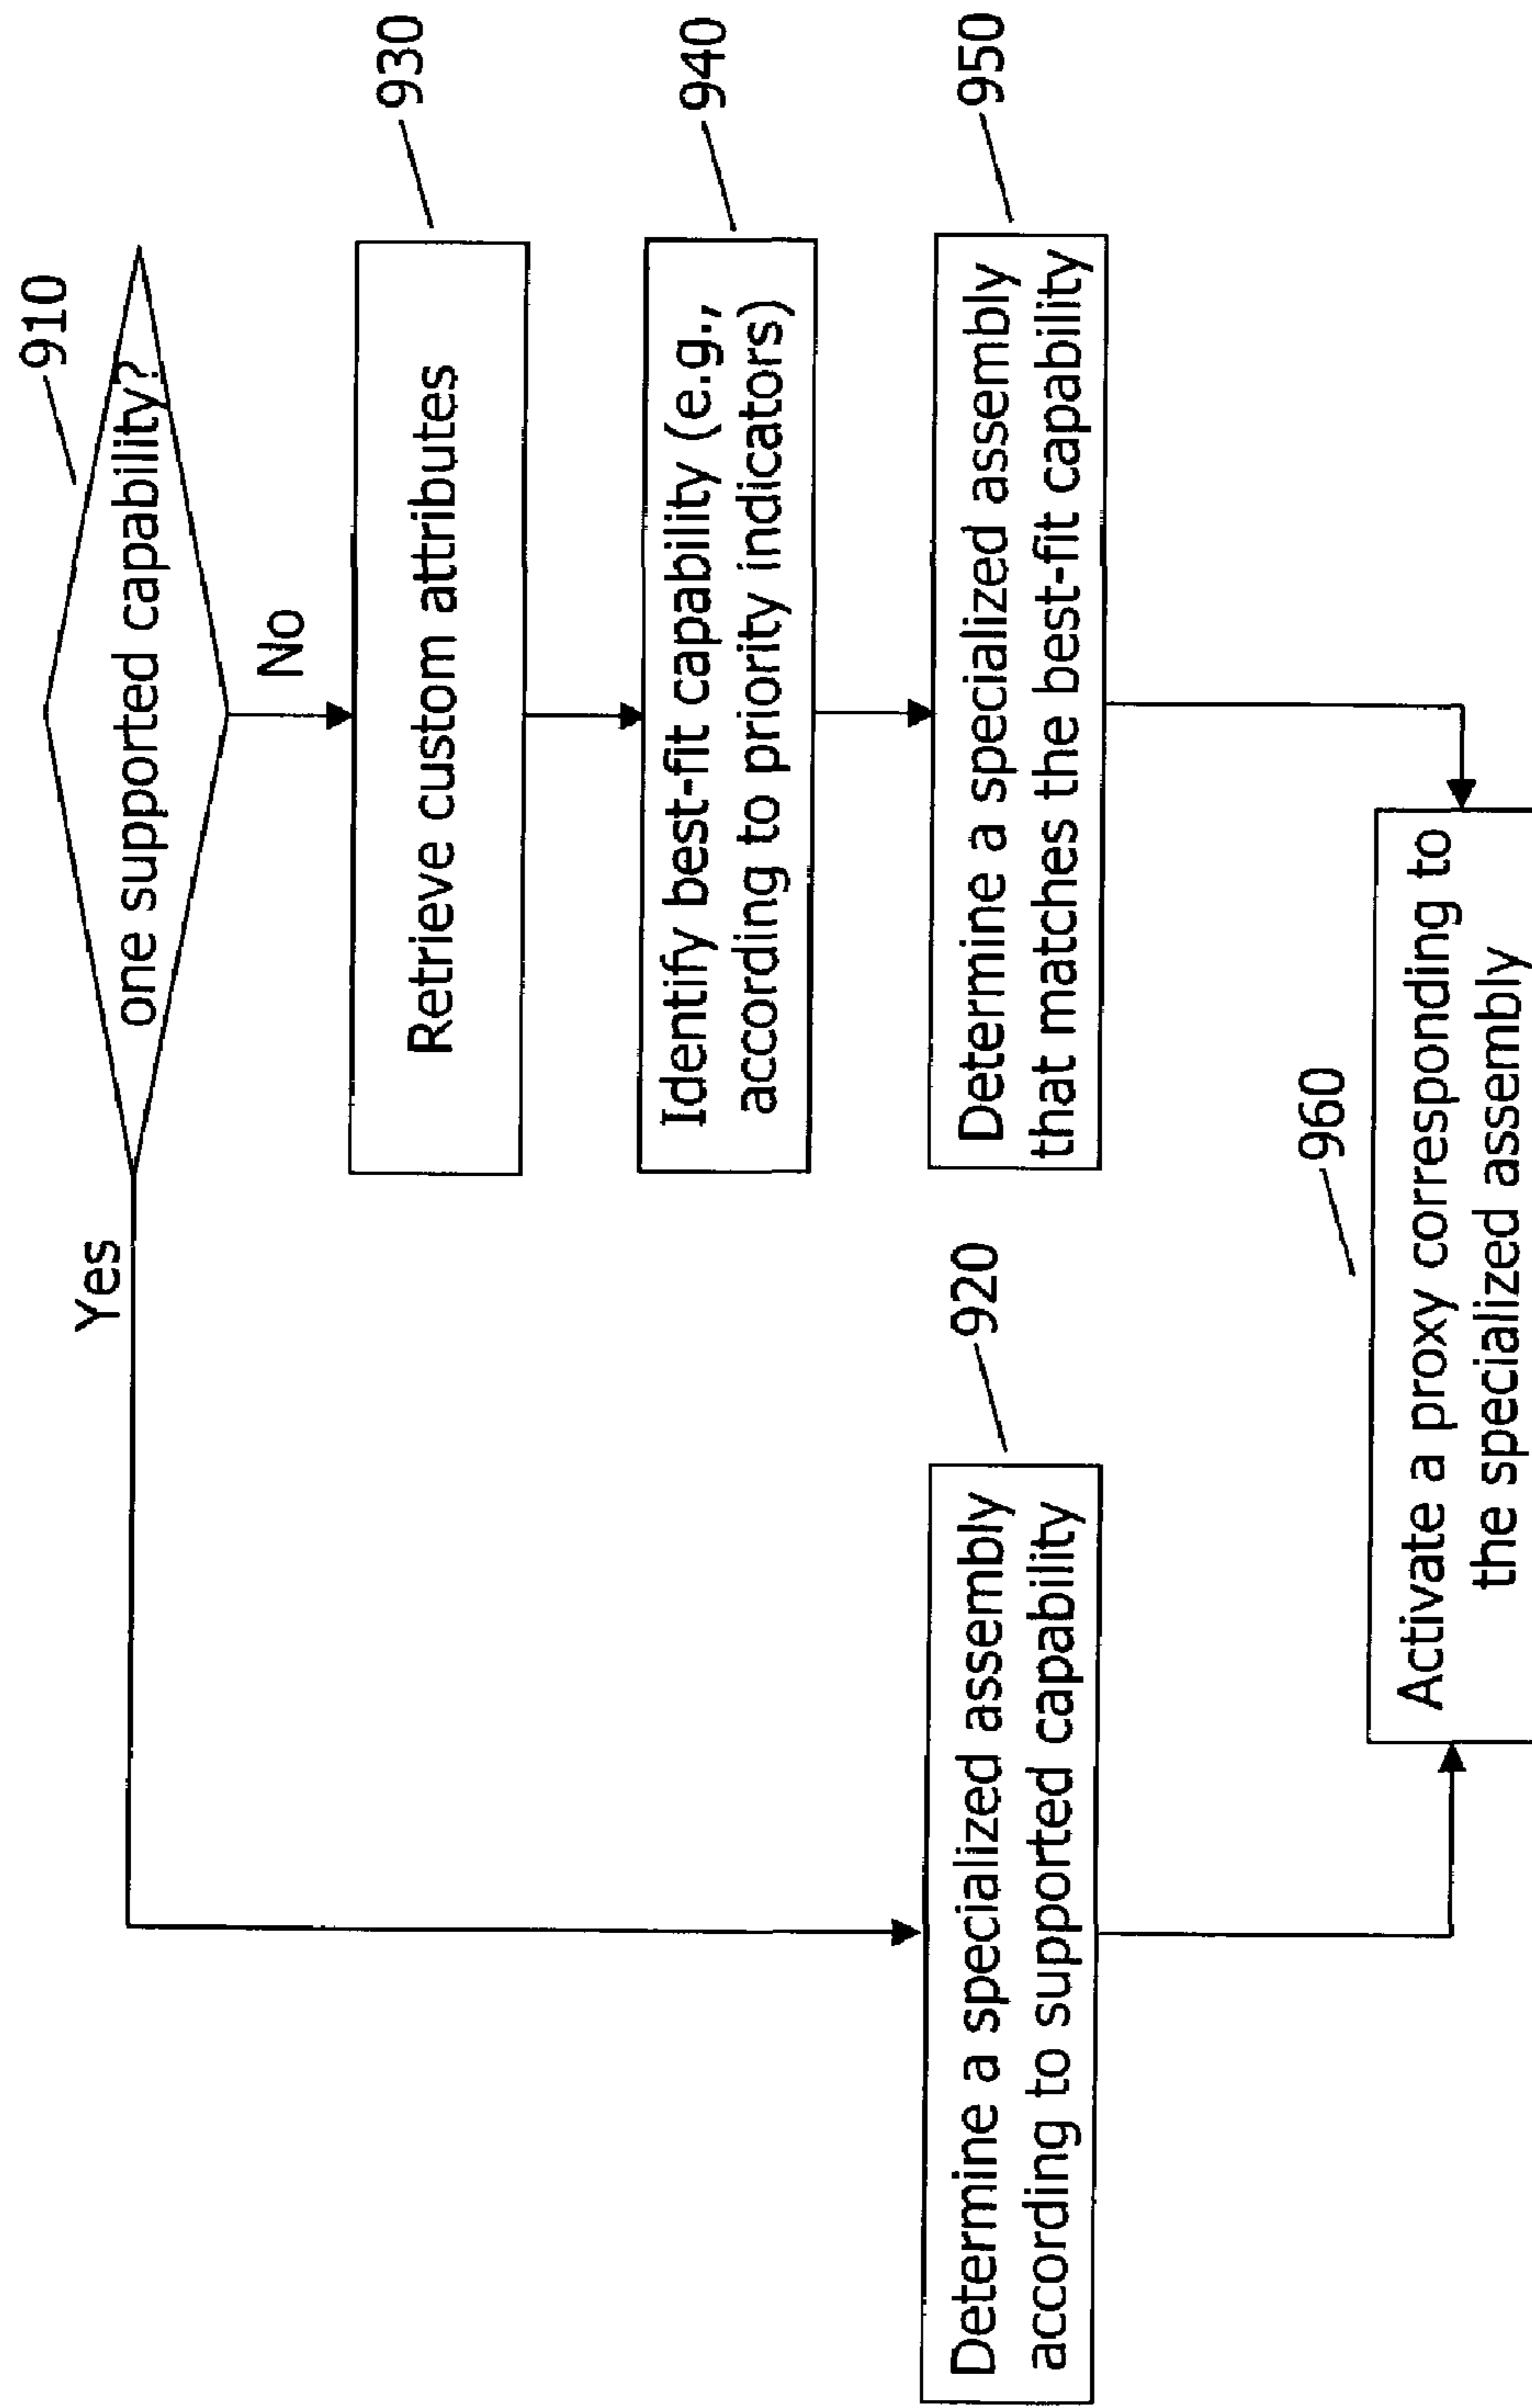 910
one supported capability?
Yes
No
930
Retrieve custom attributes
940
Identify best-fit capability (e.g.,
according to priority indicators)
950
Determine a specialized assembly
that matches the best-fit capability
920
Determine a specialized assembly
according to supported capability
960
Activate a proxy corresponding to
the specialized assembly